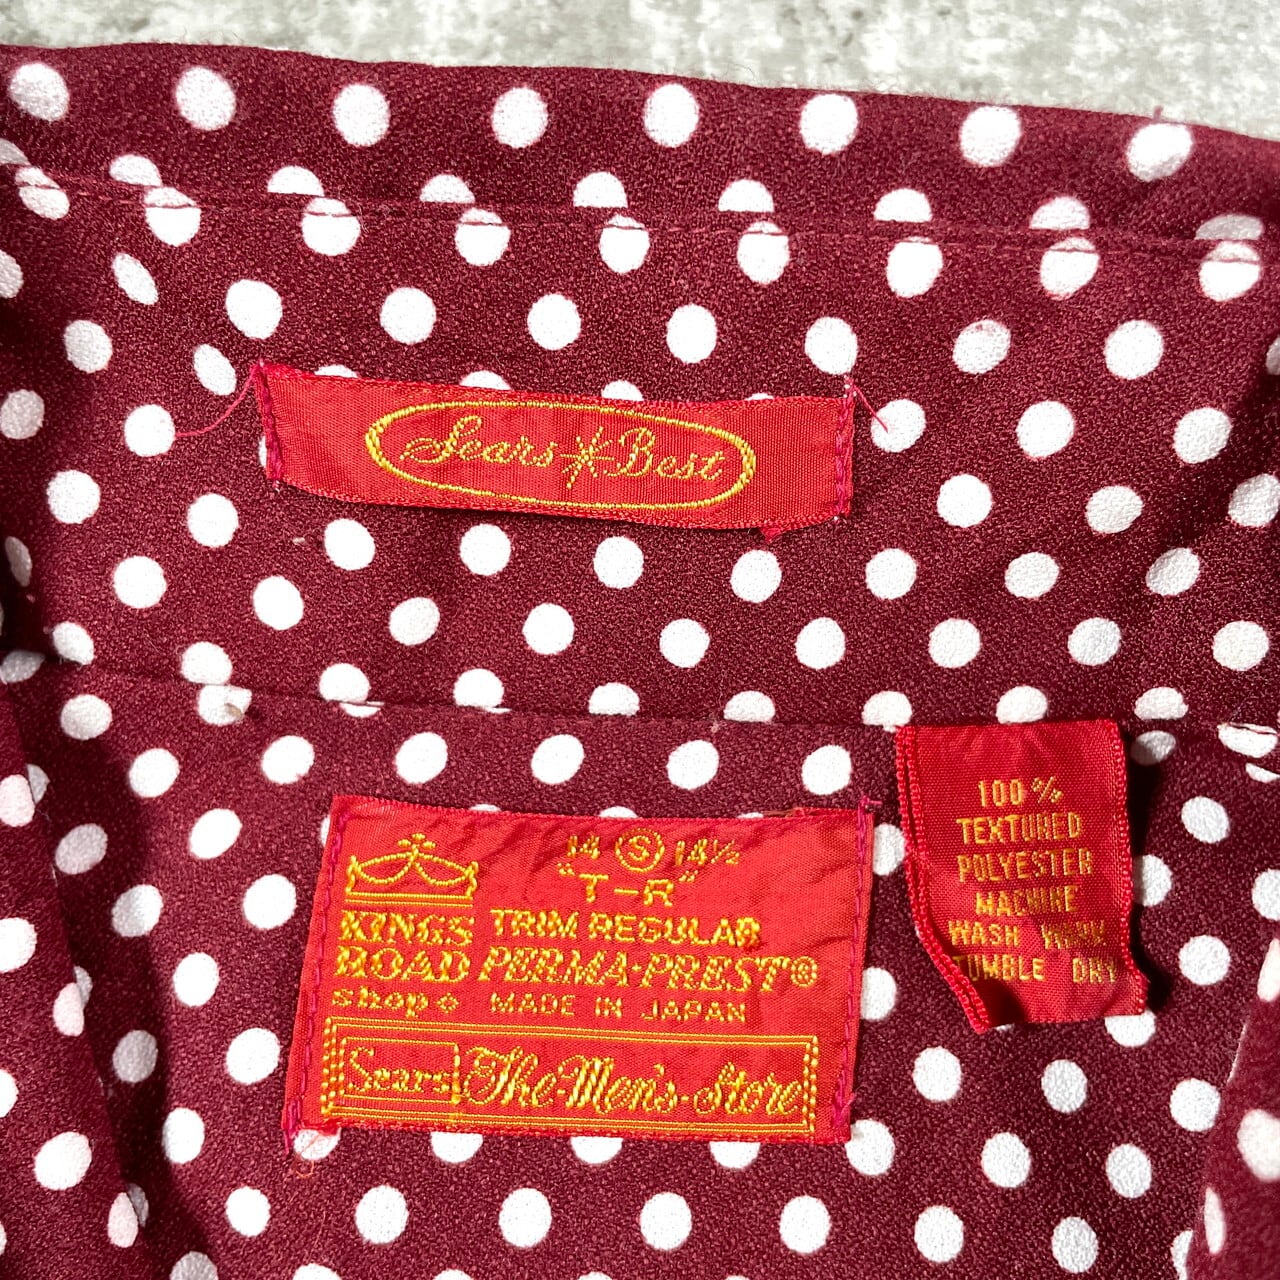 Sears*Best
14 (S) 14½
"T-R"
TRIM REGULAR
PERMA·PREST®
MADE IN JAPAN
KINGS
ROAD
shop
Sears The·Men's·Store
100 %
TEXTURED
POLYESTER
MACHINE
WASH WARM
TUMBLE DRY